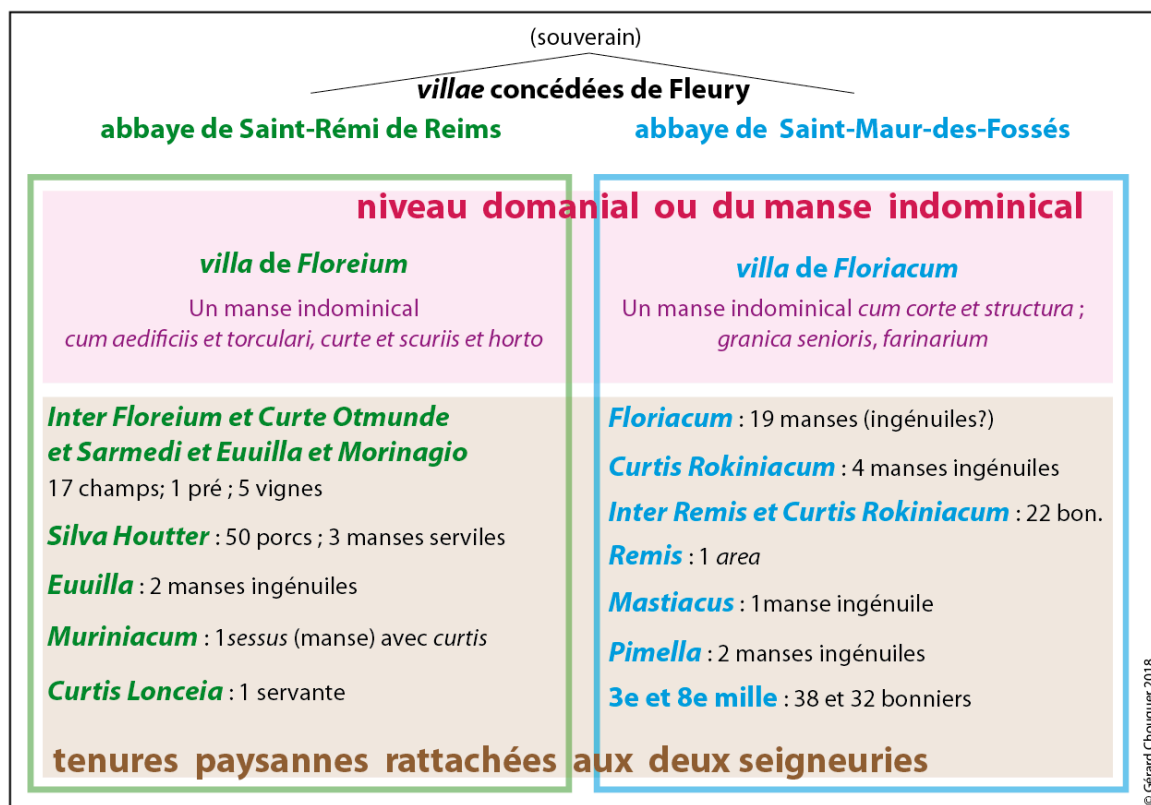 (souverain)
villae concédées de Fleury
abbaye de Saint-Rémi de Reims
abbaye de Saint-Maur-des-Fossés
niveau domanial ou du manse indominical
villa de Floreium
Un manse indominical
cum aedificiis et torculari, curte et scuriis et horto
villa de Floriacum
Un manse indominical cum corte et structura ;
granica senioris, farinarium
Inter Floreium et Curte Otmunde
et Sarmedi et Euuilla et Morinagio
17 champs; 1 pré ; 5 vignes
Silva Houtter : 50 porcs ; 3 manses serviles
Euuilla : 2 manses ingénuiles
Muriniacum : 1sessus (manse) avec curtis
Curtis Lonceia : 1 servante
Floriacum : 19 manses (ingénuiles?)
Curtis Rokiniacum : 4 manses ingénuiles
Inter Remis et Curtis Rokiniacum : 22 bon.
Remis : 1 area
Mastiacus : 1manse ingénuile
Pimella : 2 manses ingénuiles
3e et 8e mille : 38 et 32 bonniers
tenures paysannes rattachées aux deux seigneuries
© Gérard Chouquer 2018